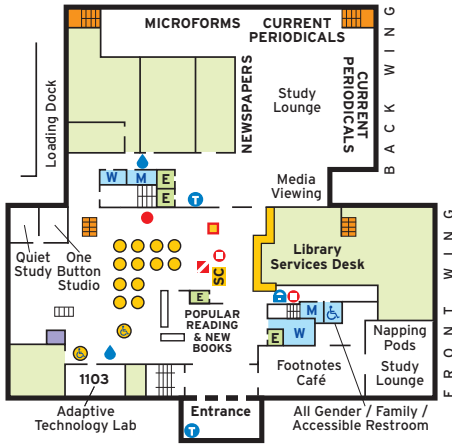 MICROFORMS
CURRENT
PERIODICALS
NEWSPAPERS
Study
Lounge
CURRENT
PERIODICALS
BACK WING
Loading Dock
W
M
E
E
T
Media
Viewing
Quiet
Study
One
Button
Studio
Library
Services Desk
SC
E
POPULAR
READING
& NEW
BOOKS
M
W
E
Napping
Pods
Study
Lounge
FRONT WING
Footnotes
Café
1103
Adaptive
Technology Lab
Entrance
T
All Gender / Family /
Accessible Restroom